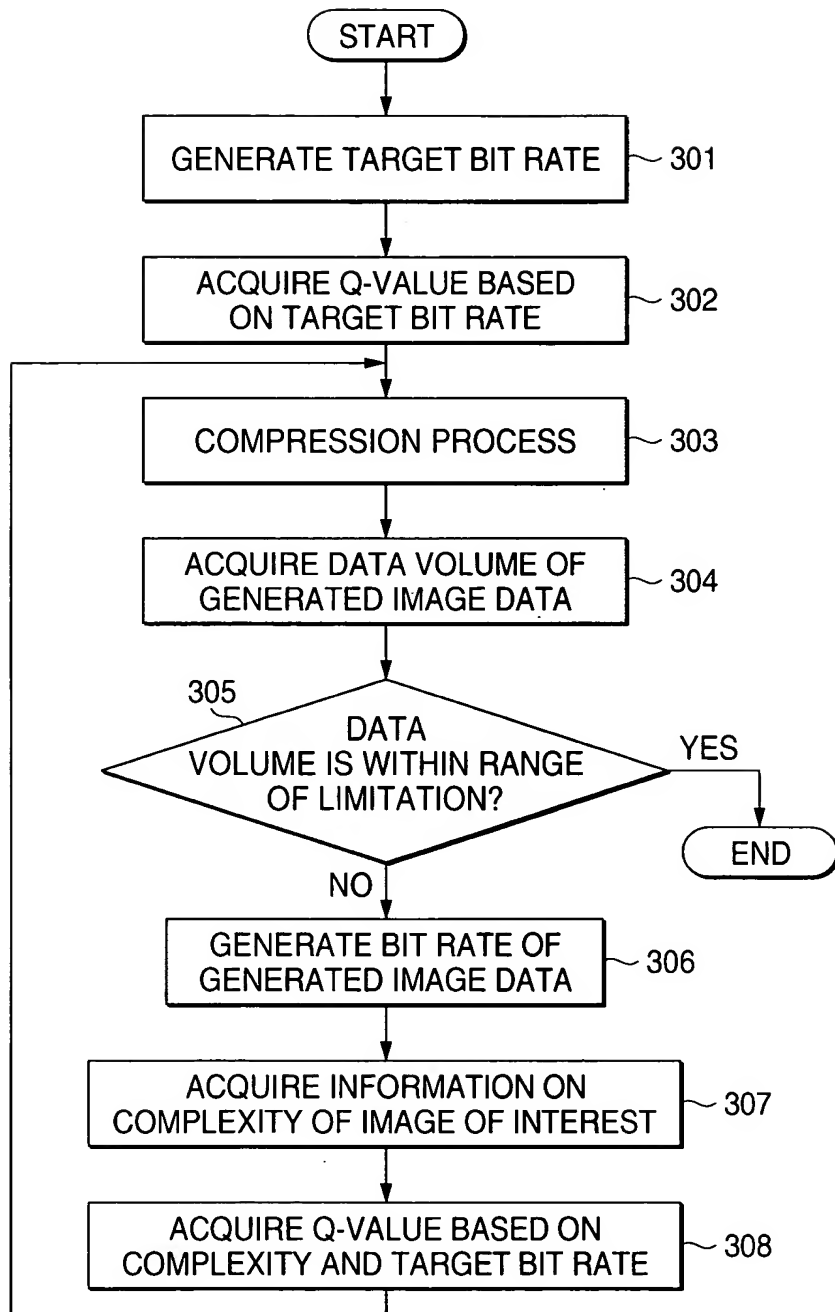 START
GENERATE TARGET BIT RATE
301
ACQUIRE Q-VALUE BASED
ON TARGET BIT RATE
302
COMPRESSION PROCESS
303
ACQUIRE DATA VOLUME OF
GENERATED IMAGE DATA
304
305
DATA
VOLUME IS WITHIN RANGE
OF LIMITATION?
YES
END
NO
GENERATE BIT RATE OF
GENERATED IMAGE DATA
306
ACQUIRE INFORMATION ON
COMPLEXITY OF IMAGE OF INTEREST
307
ACQUIRE Q-VALUE BASED ON
COMPLEXITY AND TARGET BIT RATE
308